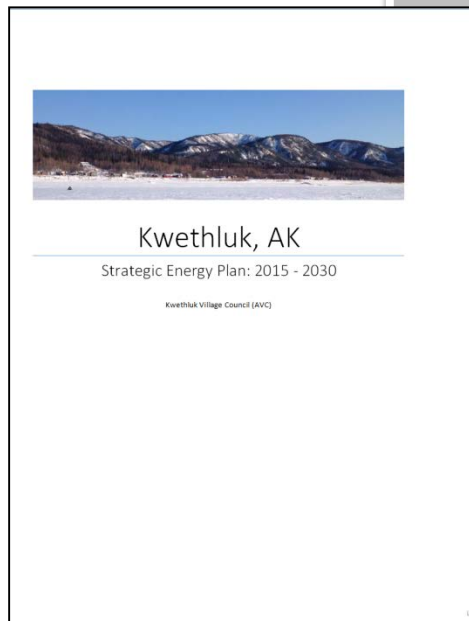 Kwethluk, AK
Strategic Energy Plan: 2015 - 2030
Kwethluk Village Council (AVC)